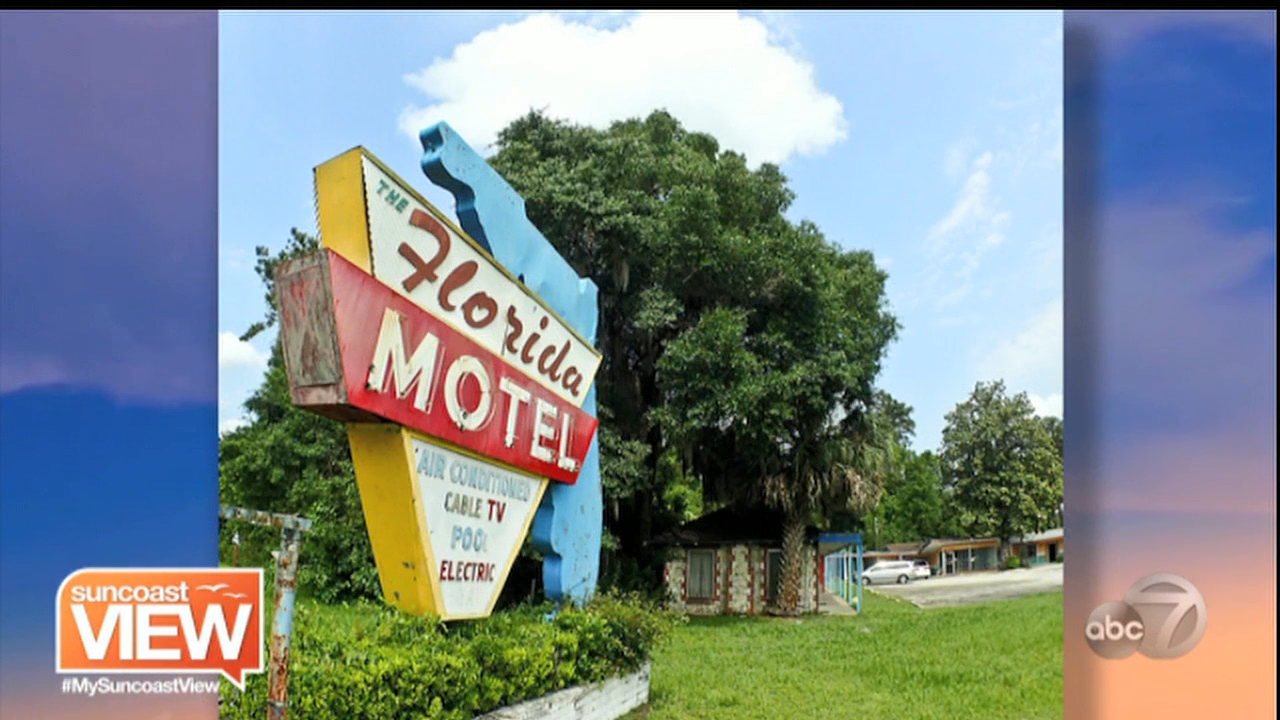 THE
Florida
MOTEL
AIR CONDITIONED
CABLE TV
POOL
ELECTRIC
suncoast
VIEW
#MySuncoastView
abc 7